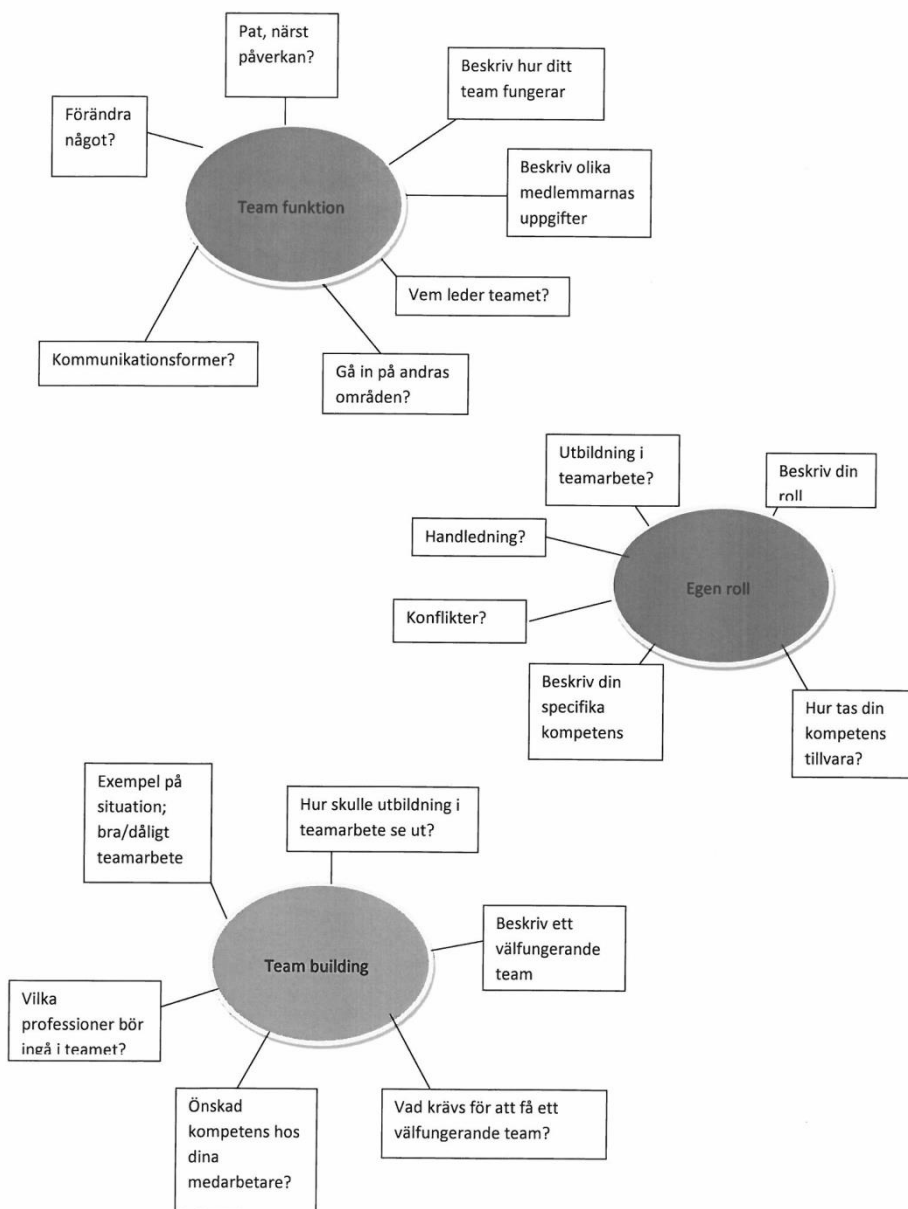 Pat, närst
påverkan?
Beskriv hur ditt
team fungerar
Förändra
något?
Beskriv olika
medlemmarnas
uppgifter
Team funktion
Vem leder teamet?
Kommunikationsformer?
Gå in på andras
områden?
Utbildning i
teamarbete?
Beskriv din
roll
Handledning?
Egen roll
Konflikter?
Beskriv din
specifika
kompetens
Hur tas din
kompetens
tillvara?
Exempel på
situation;
bra/dåligt
teamarbete
Hur skulle utbildning i
teamarbete se ut?
Beskriv ett
välfungerande
team
Team building
Vilka
professioner bör
ingå i teamet?
Önskad
kompetens hos
dina
medarbetare?
Vad krävs för att få ett
välfungerande team?